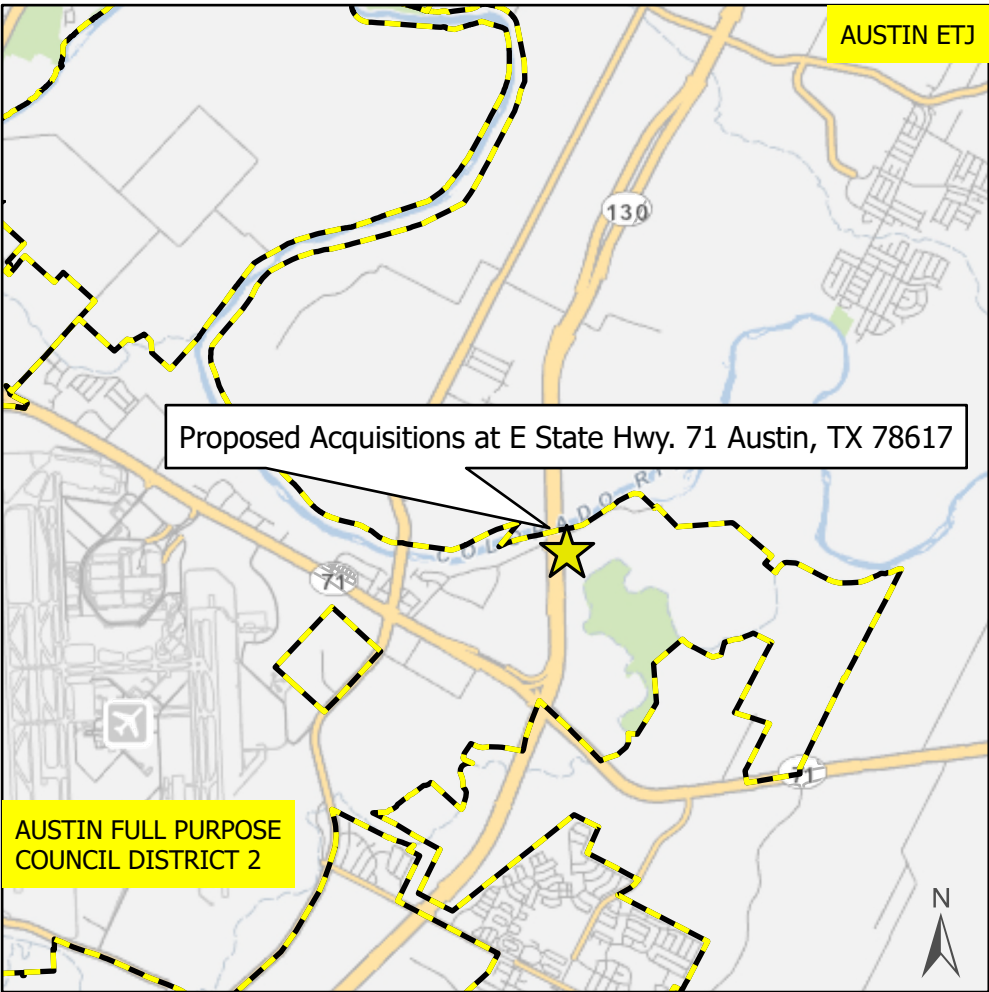 AUSTIN ETJ
130
Proposed Acquisitions at E State Hwy. 71 Austin, TX 78617
71
71
AUSTIN FULL PURPOSE
COUNCIL DISTRICT 2
N